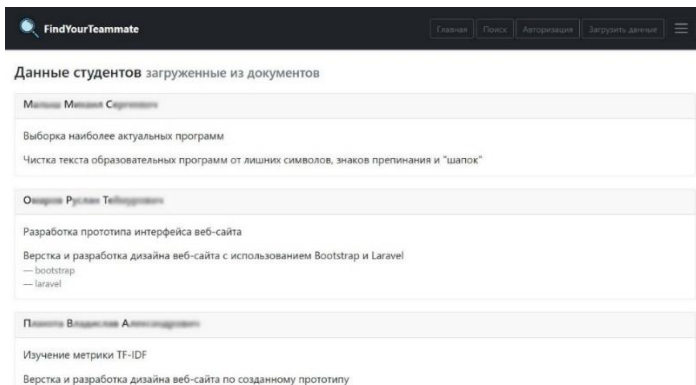 FindYourTeammate
Главная Поиск Авторизация Загрузить данные
Данные студентов загруженные из документов
Выборка наиболее актуальных программ
Чистка текста образовательных программ от лишних символов, знаков препинания и "шапок"
Разработка прототипа интерфейса веб-сайта
Верстка и разработка дизайна веб-сайта с использованием Bootstrap и Laravel
— bootstrap
— laravel
Изучение метрики TF-IDF
Верстка и разработка дизайна веб-сайта по созданному прототипу